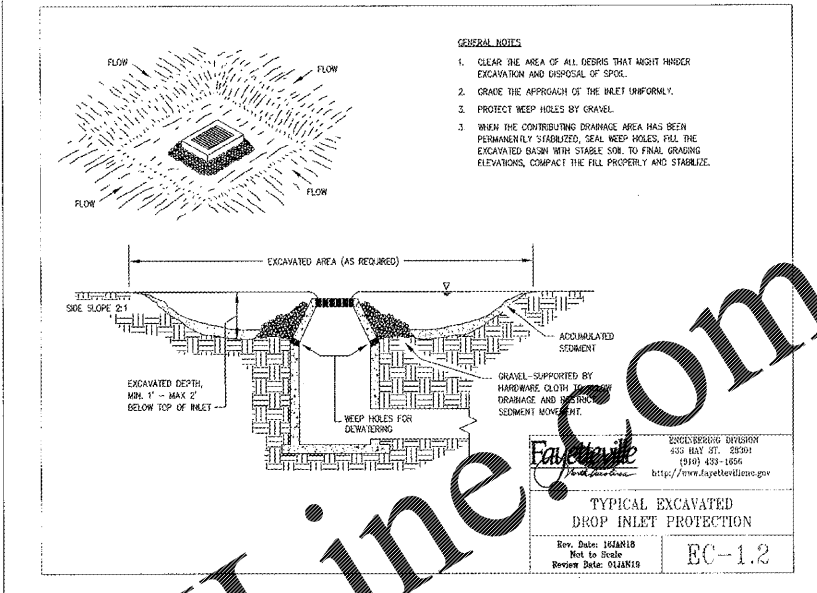 GENERAL NOTES
1. CLEAR THE AREA OF ALL DEBRIS THAT MIGHT HINDER
EXCAVATION AND DISPOSAL OF SPOIL.
2. GRADE THE APPROACH OF THE INLET UNIFORMLY.
3. PROTECT WEEP HOLES BY GRAVEL.
3. WHEN THE CONTRIBUTING DRAINAGE AREA HAS BEEN
PERMANENTLY STABILIZED, SEAL WEEP HOLES, FILL THE
EXCAVATED BASIN WITH STABLE SOIL TO FINAL GRADING
ELEVATIONS, COMPACT THE FILL PROPERLY AND STABILIZE.
FLOW
FLOW
FLOW
FLOW
EXCAVATED AREA (AS REQUIRED)
SIDE SLOPE 2:1
ACCUMULATED
SEDIMENT
EXCAVATED DEPTH,
MIN. 1' - MAX 2'
BELOW TOP OF INLET
WEEP HOLES FOR
DEWATERING
GRAVEL-SUPPORTED BY
HARDWARE CLOTH TO ALLOW
DRAINAGE AND RESTRICT
SEDIMENT MOVEMENT.
Fayetteville
North Carolina
ENGINEERING DIVISION
433 HAY ST. 28301
(910) 433-1656
http://www.fayettevillenc.gov
TYPICAL EXCAVATED
DROP INLET PROTECTION
Rev. Date: 16JAN18
Not to Scale
Review Date: 01JAN19
EC-1.2
Line.Com